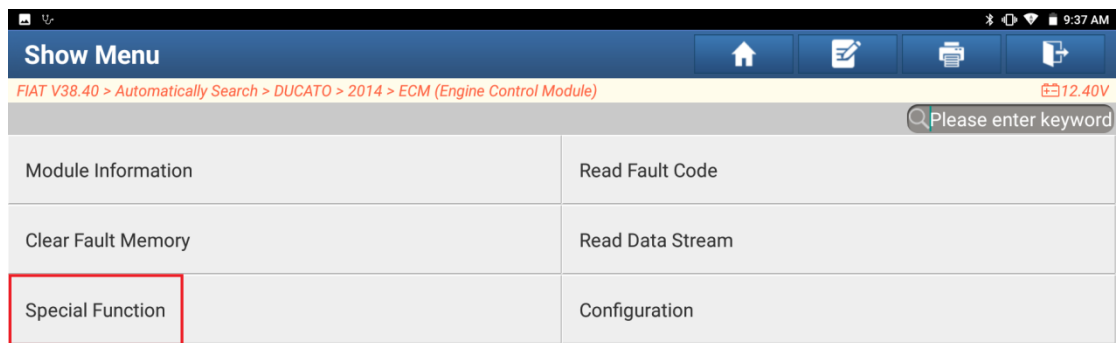 9:37 AM
Show Menu
FIAT V38.40 > Automatically Search > DUCATO > 2014 > ECM (Engine Control Module) 12.40V
Please enter keyword
Module Information Read Fault Code
Clear Fault Memory Read Data Stream
Special Function Configuration